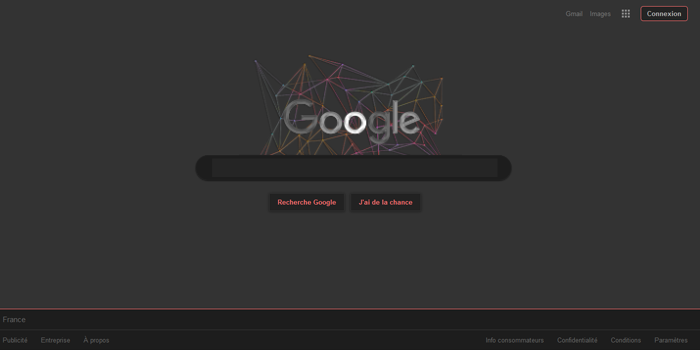 Gmail Images Connexion
Google
Recherche Google J'ai de la chance
France
Publicité Entreprise À propos Info consommateurs Confidentialité Conditions Paramètres